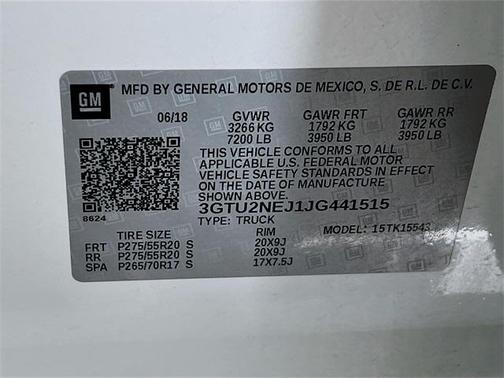 GM
MFD BY GENERAL MOTORS DE MEXICO, S. DE R.L. DE C.V.
06/18 GVWR GAWR FRT GAWR RR
3266 KG 1792 KG 1792 KG
7200 LB 3950 LB 3950 LB
THIS VEHICLE CONFORMS TO ALL
APPLICABLE U.S. FEDERAL MOTOR
VEHICLE SAFETY STANDARDS IN EFFECT
ON THE DATE OF MANUFACTURE
SHOWN ABOVE.
3GTU2NEJ1JG441515
8624
TYPE: TRUCK
MODEL: 15TK15543
TIRE SIZE RIM
FRT P275/55R20 S 20X9J
RR P275/55R20 S 20X9J
SPA P265/70R17 S 17X7.5J